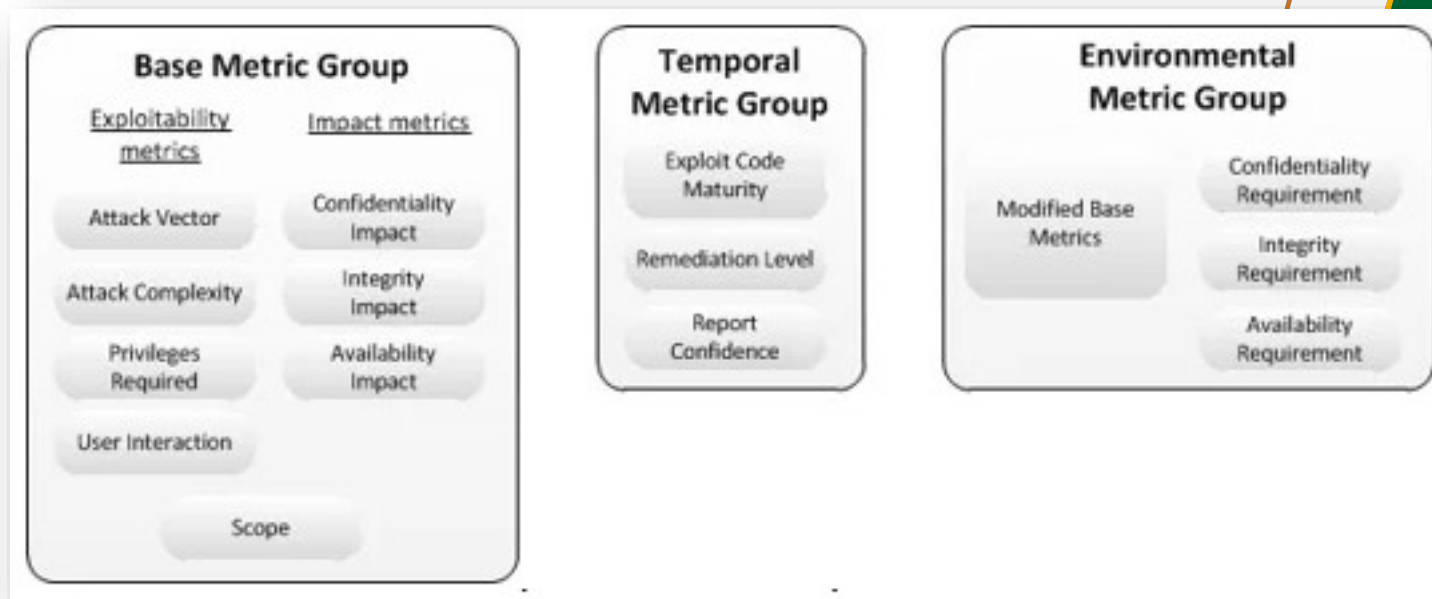 Base Metric Group
Exploitability
metrics
Attack Vector
Attack Complexity
Privileges
Required
User Interaction
Impact metrics
Confidentiality
Impact
Integrity
Impact
Availability
Impact
Scope
Temporal
Metric Group
Exploit Code
Maturity
Remediation Level
Report
Confidence
Environmental
Metric Group
Modified Base
Metrics
Confidentiality
Requirement
Integrity
Requirement
Availability
Requirement